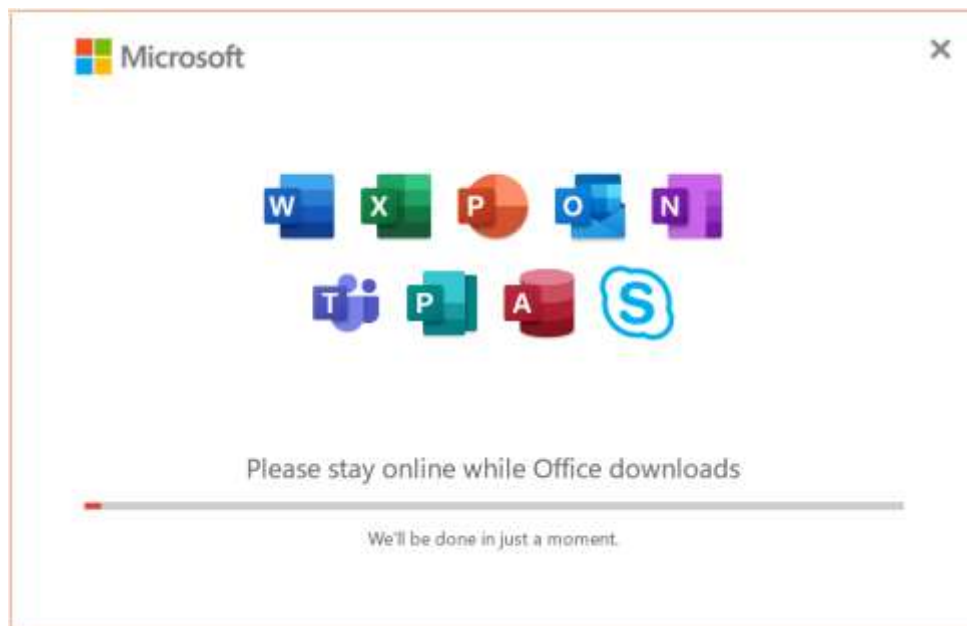 Microsoft
W X P O N
T P A S
Please stay online while Office downloads
We'll be done in just a moment.